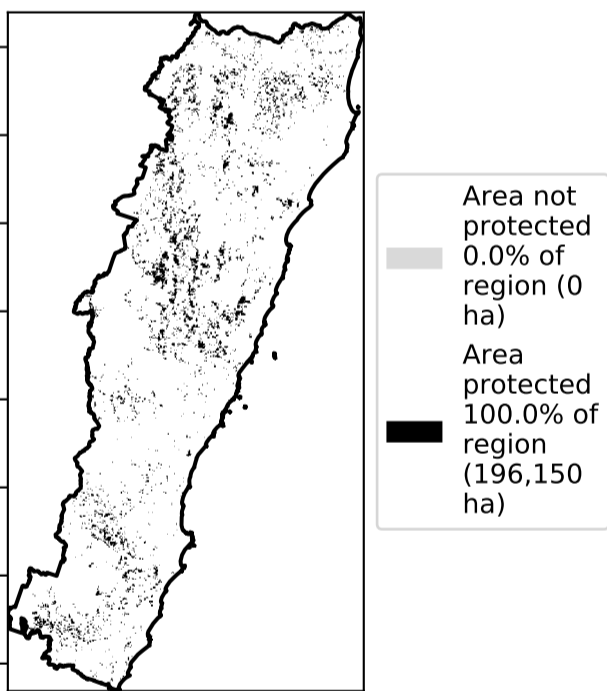 Area not
protected
0.0% of
region (0
ha)
Area
protected
100.0% of
region
(196,150
ha)